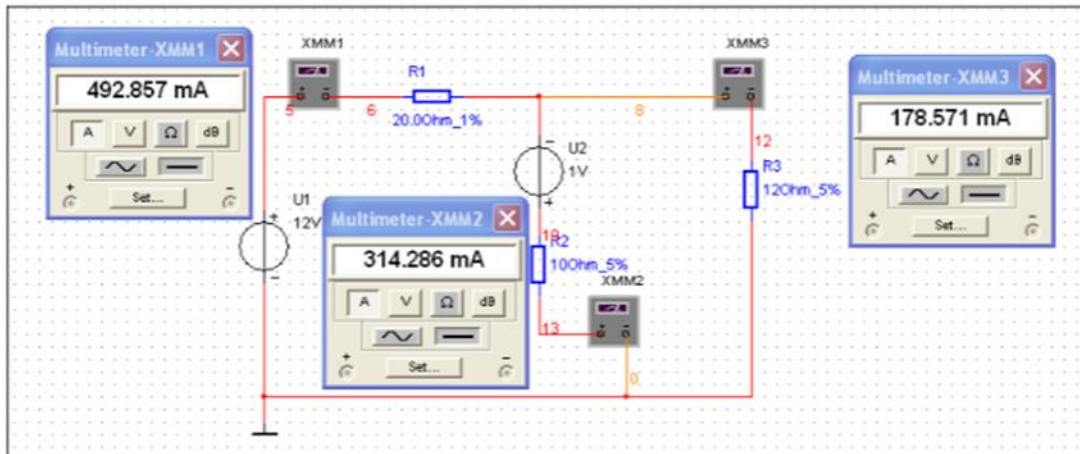 Multimeter-XMM1
492.857 mA
A V Ω dB
+ Set... -
XMM1
+ -
5
6
R1
20.0Ohm_1%
8
XMM3
+ -
12
R3
12Ohm_5%
Multimeter-XMM3
178.571 mA
A V Ω dB
+ Set... -
U2
1V
- +
19
R2
10Ohm_5%
13
XMM2
+ -
0
U1
12V
+ -
Multimeter-XMM2
314.286 mA
A V Ω dB
+ Set... -